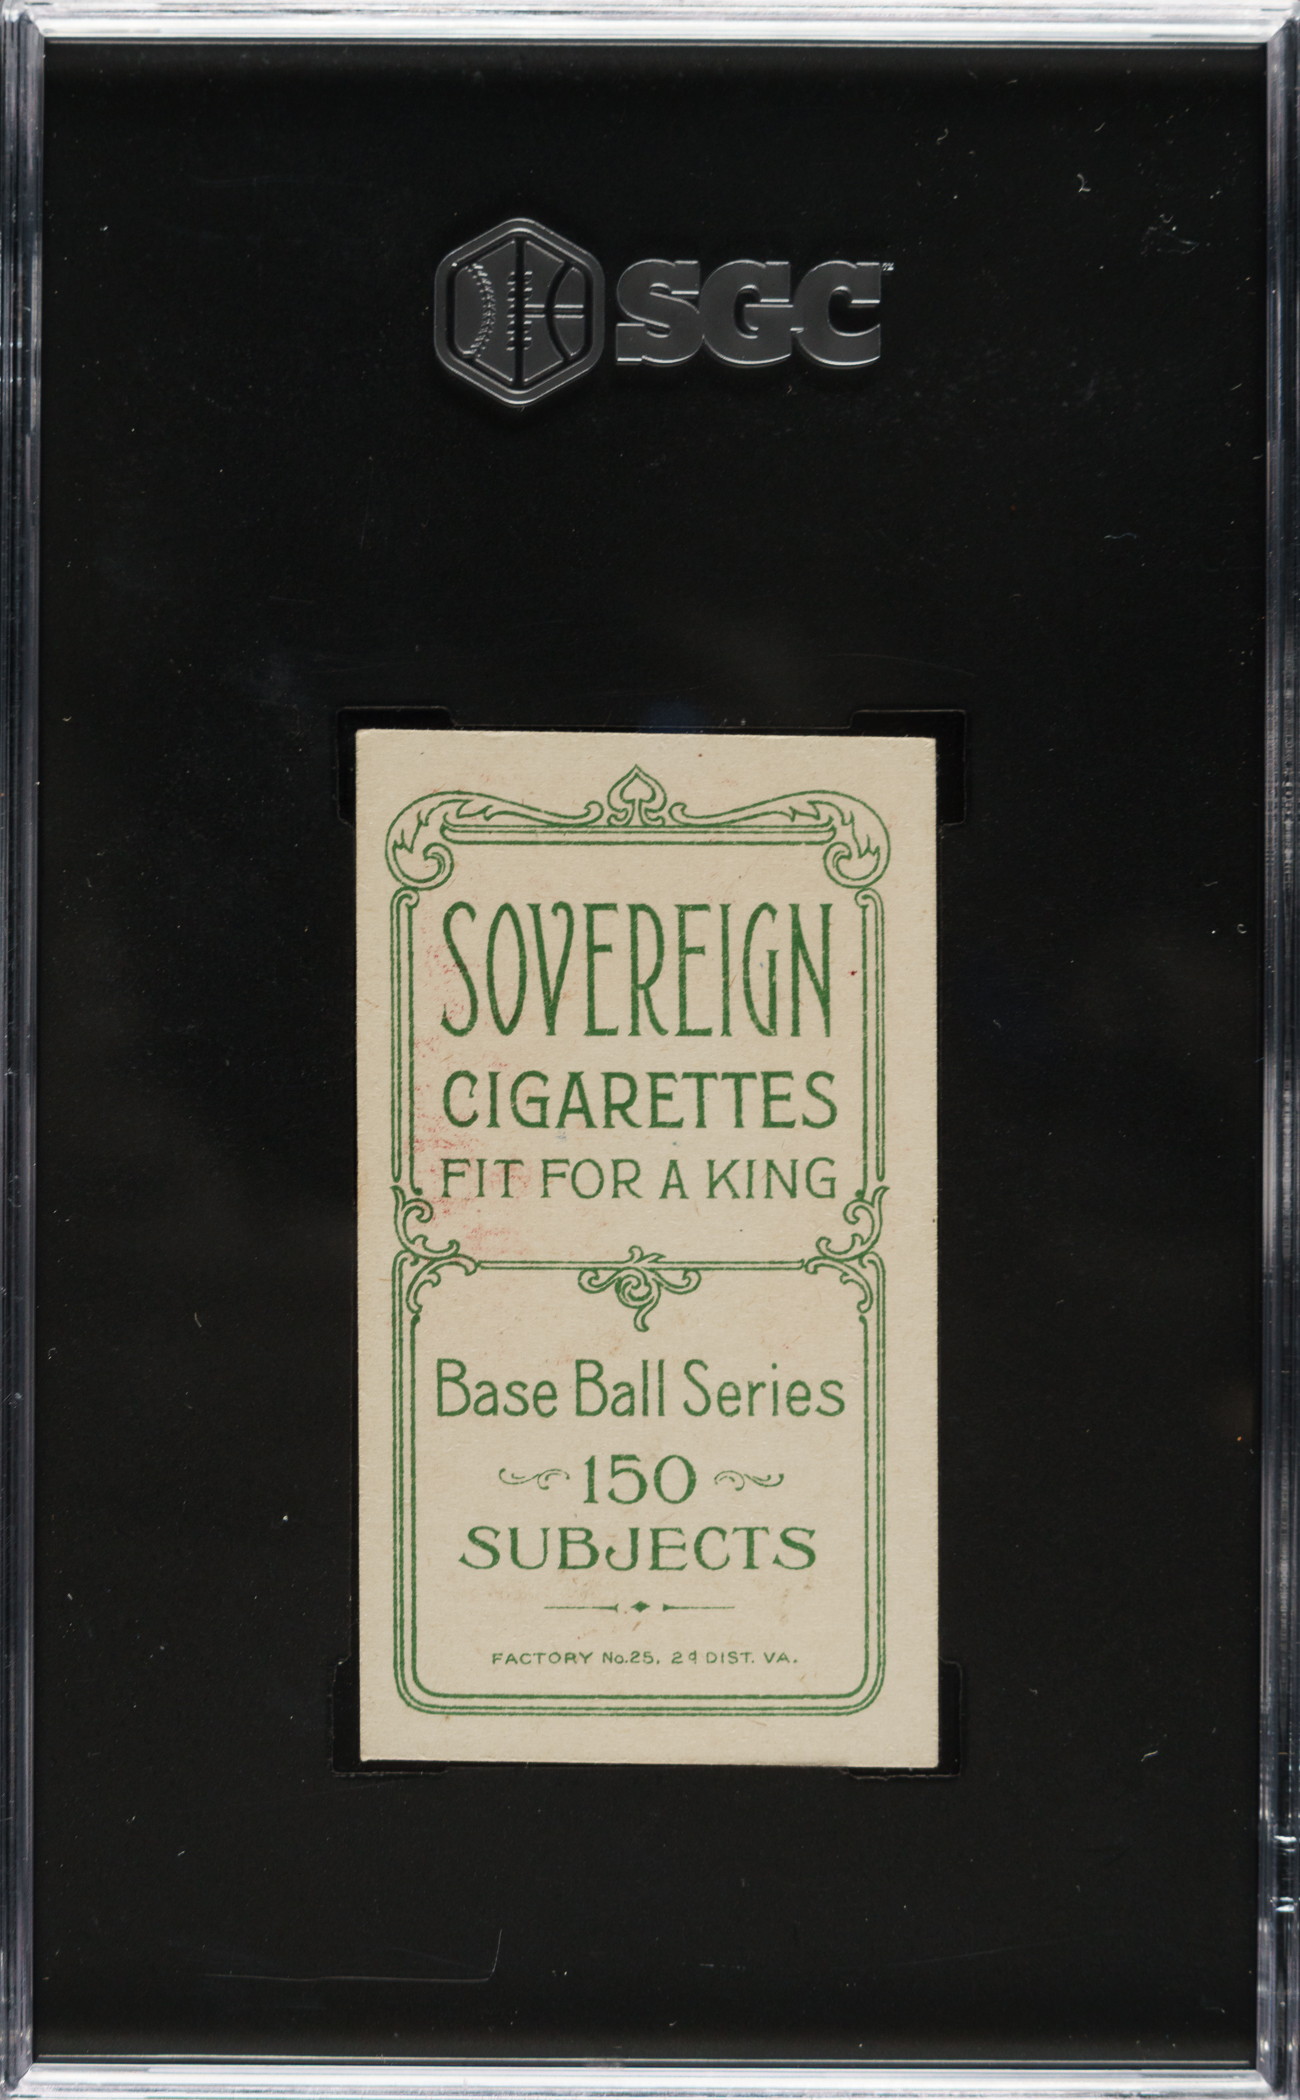 SGC
SOVEREIGN
CIGARETTES
FIT FOR A KING
Base Ball Series
150
SUBJECTS
FACTORY No.25, 2d DIST. VA.